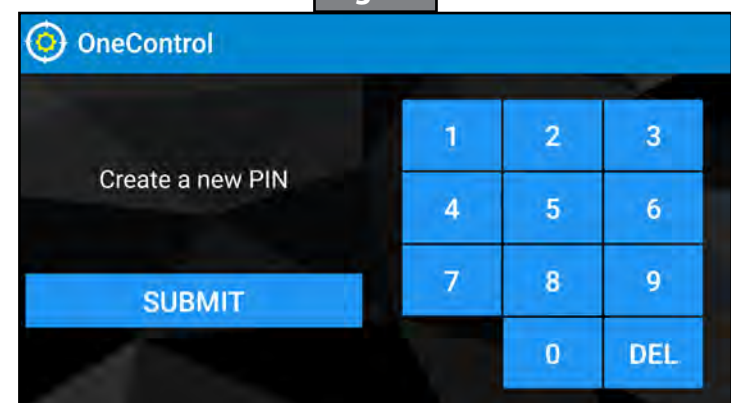 OneControl
Create a new PIN
SUBMIT
1 2 3
4 5 6
7 8 9
0 DEL